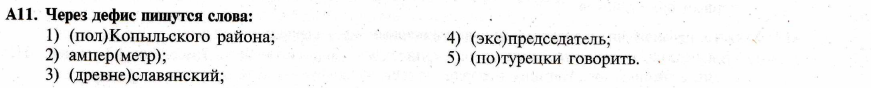 А11. Через дефис пишутся слова:
1) (пол)Копыльского района;
2) ампер(метр);
3) (древне)славянский;
4) (экс)председатель;
5) (по)турецки говорить.